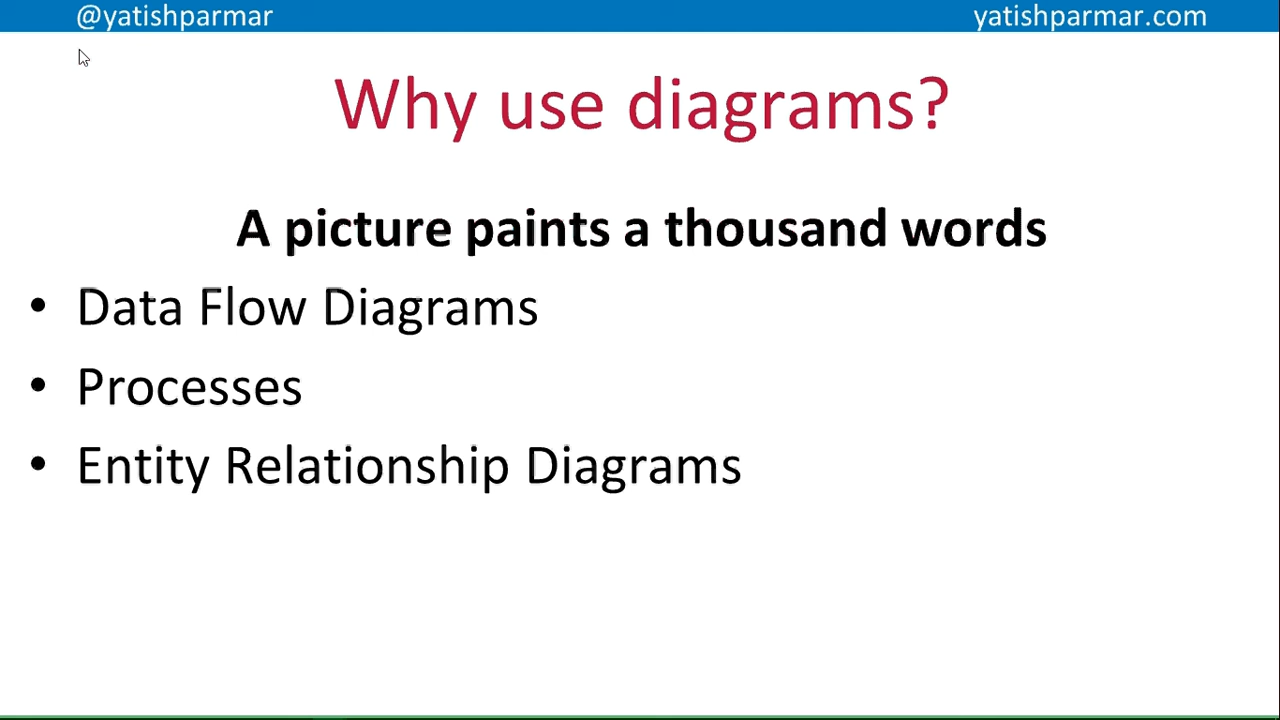 @yatishparmar yatishparmar.com
Why use diagrams?
A picture paints a thousand words
• Data Flow Diagrams
• Processes
• Entity Relationship Diagrams